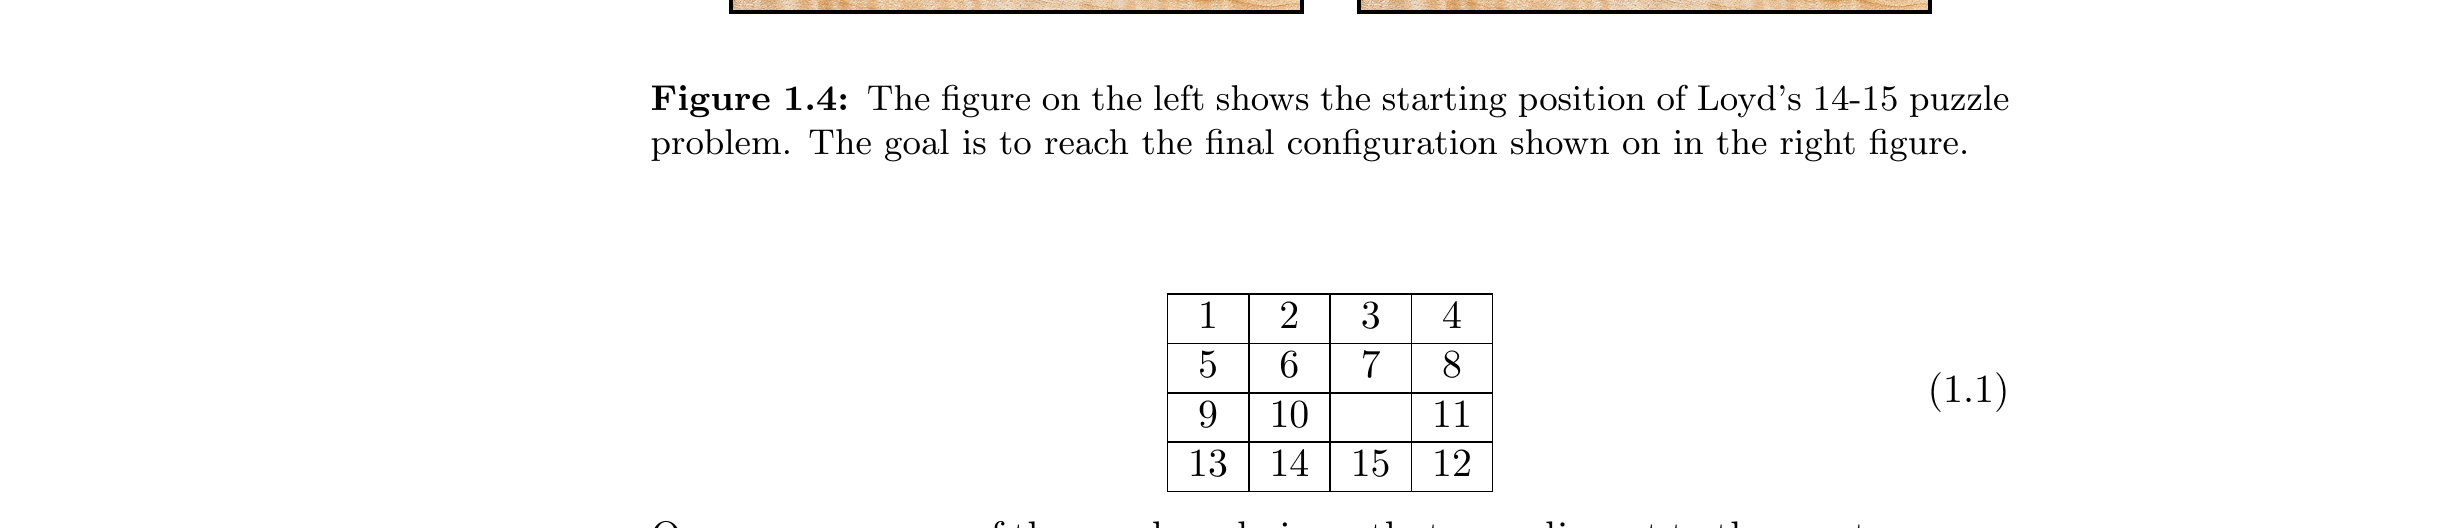 Figure 1.4: The figure on the left shows the starting position of Loyd's 14-15 puzzle
problem. The goal is to reach the final configuration shown on in the right figure.
1 2 3 4
5 6 7 8
9 10 11
(1.1)
13 14 15 12